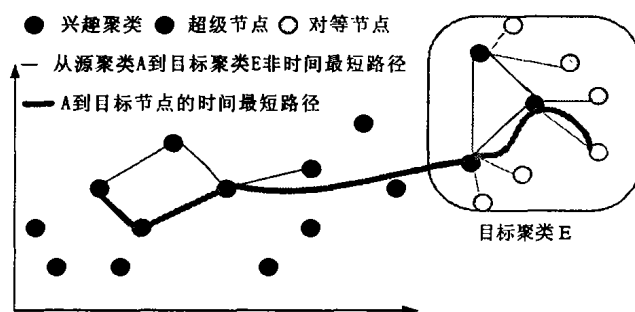 兴趣聚类 超级节点 对等节点
从源聚类A到目标聚类E非时间最短路径
A到目标节点的时间最短路径
目标聚类E